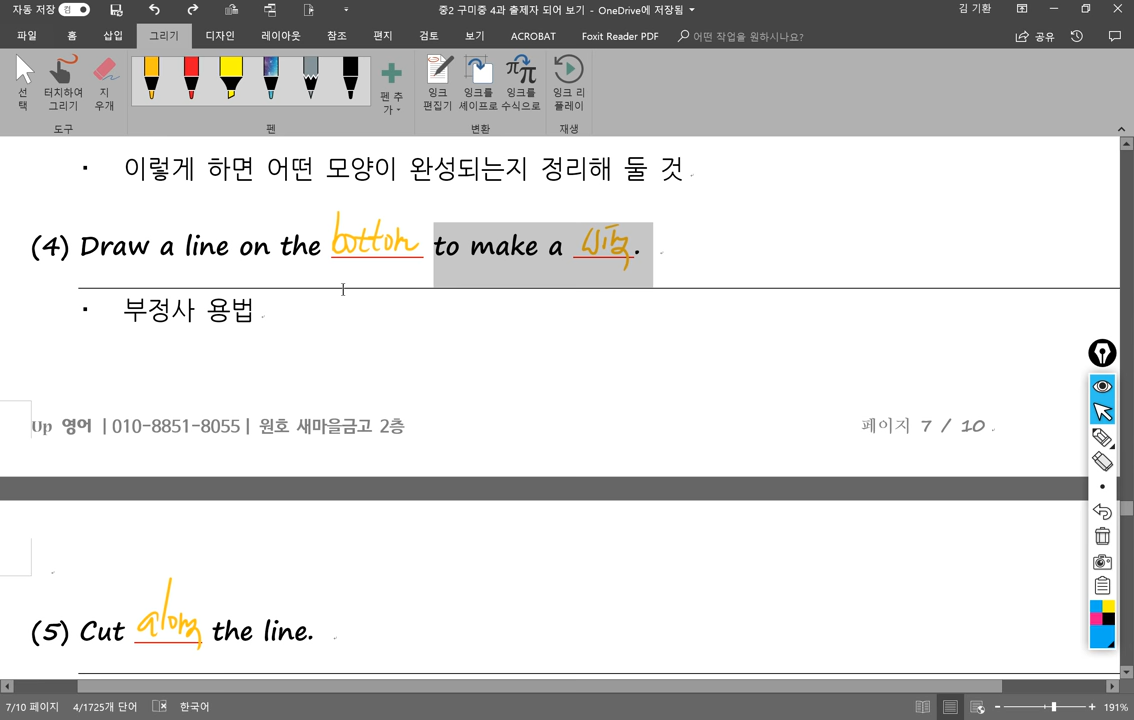 자동 저장 컴 중2 구미중 4과 출제자 되어 보기 - OneDrive에 저장됨 김 기환
파일 홈 삽입 그리기 디자인 레이아웃 참조 편지 검토 보기 ACROBAT Foxit Reader PDF 어떤 작업을 원하시나요? 공유
선택 터치하여 그리기 지우개 펜 추가 잉크 편집기 잉크를 셰이프로 잉크를 수식으로 잉크 리플레이
도구 펜 변환 재생
· 이렇게 하면 어떤 모양이 완성되는지 정리해 둘 것
(4) Draw a line on the bottom to make a wing.
· 부정사 용법
Up 영어 | 010-8851-8055 | 원호 새마을금고 2층 페이지 7 / 10
(5) Cut along the line.
7/10 페이지 4/1725개 단어 한국어 191%